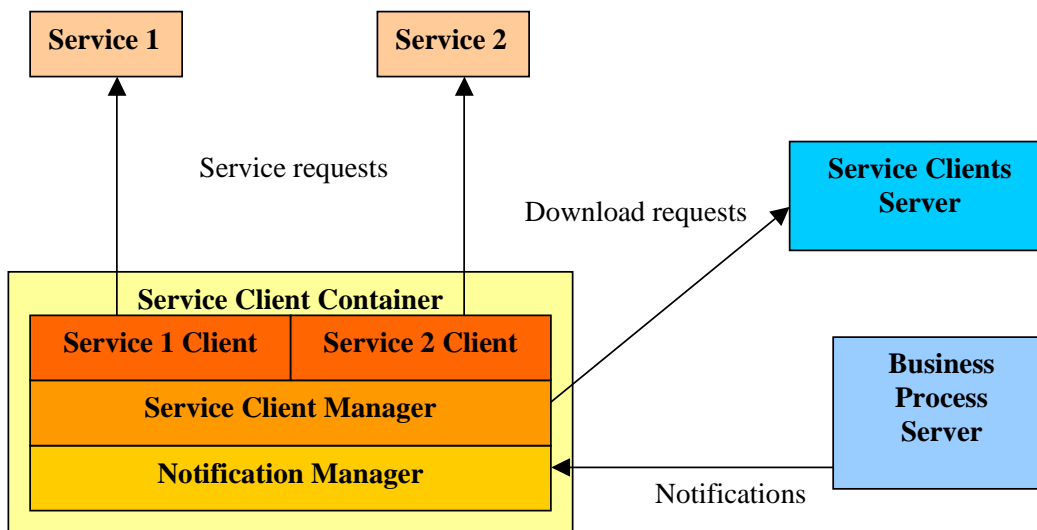 Service 1
Service 2
Service requests
Service Clients
Server
Download requests
Service Client Container
Service 1 Client
Service 2 Client
Business
Process
Server
Service Client Manager
Notification Manager
Notifications